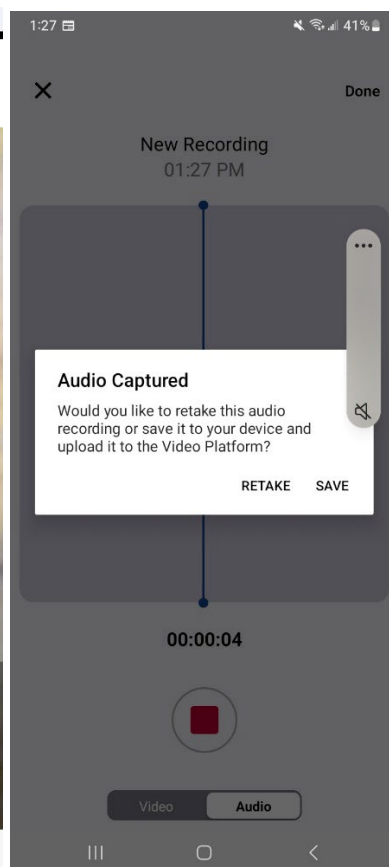 1:27 41%
Done
New Recording
01:27 PM
Audio Captured
Would you like to retake this audio
recording or save it to your device and
upload it to the Video Platform?
RETAKE SAVE
00:00:04
Video Audio